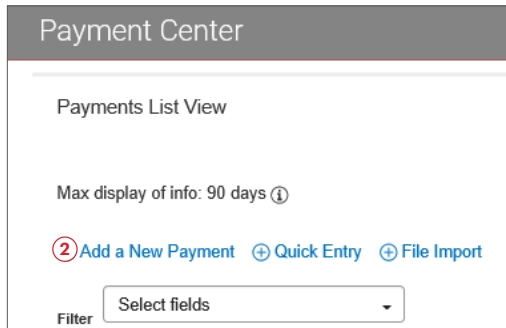 Payment Center
Payments List View
Max display of info: 90 days
2 Add a New Payment Quick Entry File Import
Filter Select fields